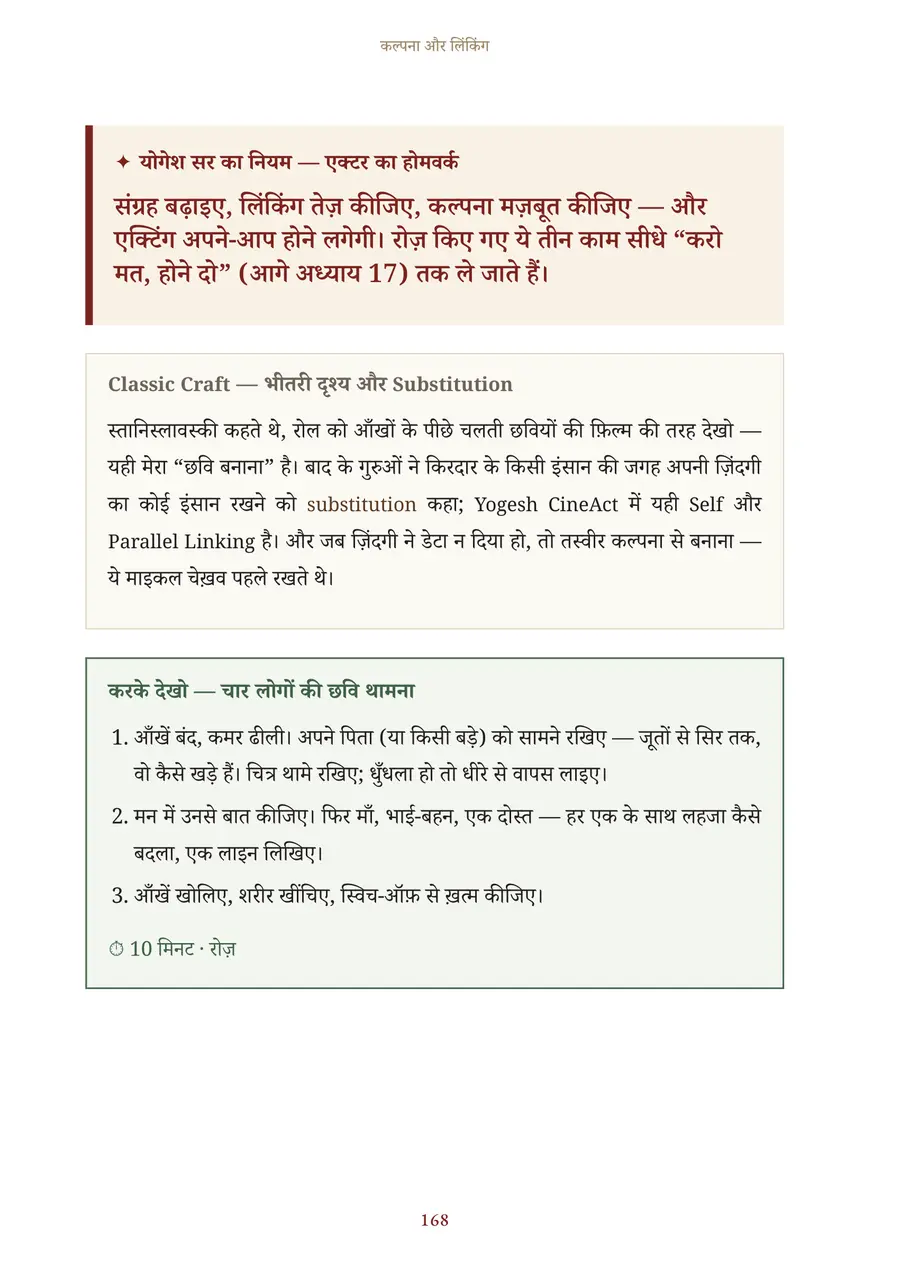 कल्पना और लिंकिंग
✦ योगेश सर का नियम — एक्टर का होमवर्क
संग्रह बढ़ाइए, लिंकिंग तेज़ कीजिए, कल्पना मज़बूत कीजिए — और
एक्टिंग अपने-आप होने लगेगी। रोज़ किए गए ये तीन काम सीधे “करो
मत, होने दो” (आगे अध्याय 17) तक ले जाते हैं।
Classic Craft — भीतरी दृश्य और Substitution
स्तानिस्लावस्की कहते थे, रोल को आँखों के पीछे चलती छवियों की फ़िल्म की तरह देखो —
यही मेरा “छवि बनाना” है। बाद के गुरुओं ने किरदार के किसी इंसान की जगह अपनी ज़िंदगी
का कोई इंसान रखने को substitution कहा; Yogesh CineAct में यही Self और
Parallel Linking है। और जब ज़िंदगी ने डेटा न दिया हो, तो तस्वीर कल्पना से बनाना —
ये माइकल चेख़व पहले रखते थे।
करके देखो — चार लोगों की छवि थामना
1. आँखें बंद, कमर ढीली। अपने पिता (या किसी बड़े) को सामने रखिए — जूतों से सिर तक,
वो कैसे खड़े हैं। चित्र थामे रखिए; धुँधला हो तो धीरे से वापस लाइए।
2. मन में उनसे बात कीजिए। फिर माँ, भाई-बहन, एक दोस्त — हर एक के साथ लहजा कैसे
बदला, एक लाइन लिखिए।
3. आँखें खोलिए, शरीर खींचिए, स्विच-ऑफ़ से ख़त्म कीजिए।
⏱ 10 मिनट · रोज़
168